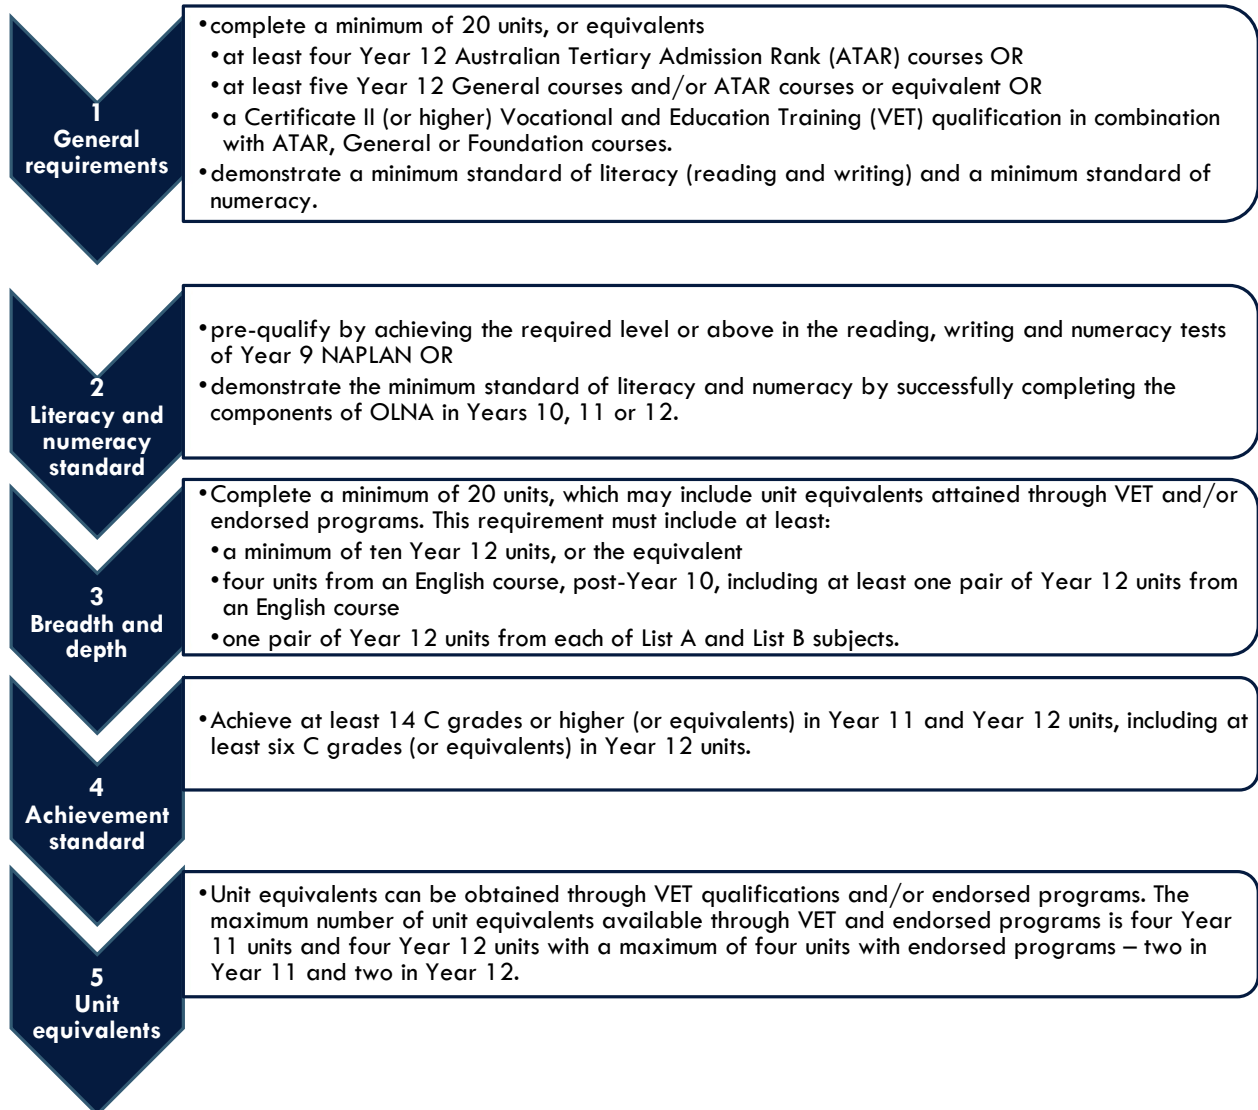 1
General
requirements
•complete a minimum of 20 units, or equivalents
•at least four Year 12 Australian Tertiary Admission Rank (ATAR) courses OR
•at least five Year 12 General courses and/or ATAR courses or equivalent OR
•a Certificate II (or higher) Vocational and Education Training (VET) qualification in combination
with ATAR, General or Foundation courses.
•demonstrate a minimum standard of literacy (reading and writing) and a minimum standard of
numeracy.
2
Literacy and
numeracy
standard
•pre-qualify by achieving the required level or above in the reading, writing and numeracy tests
of Year 9 NAPLAN OR
•demonstrate the minimum standard of literacy and numeracy by successfully completing the
components of OLNA in Years 10, 11 or 12.
3
Breadth and
depth
•Complete a minimum of 20 units, which may include unit equivalents attained through VET and/or
endorsed programs. This requirement must include at least:
•a minimum of ten Year 12 units, or the equivalent
•four units from an English course, post-Year 10, including at least one pair of Year 12 units from
an English course
•one pair of Year 12 units from each of List A and List B subjects.
4
Achievement
standard
•Achieve at least 14 C grades or higher (or equivalents) in Year 11 and Year 12 units, including at
least six C grades (or equivalents) in Year 12 units.
5
Unit
equivalents
•Unit equivalents can be obtained through VET qualifications and/or endorsed programs. The
maximum number of unit equivalents available through VET and endorsed programs is four Year
11 units and four Year 12 units with a maximum of four units with endorsed programs – two in
Year 11 and two in Year 12.